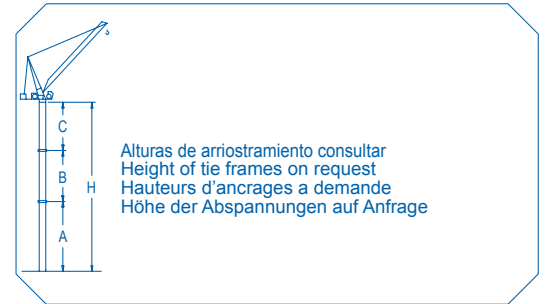 C
B
H
A
Alturas de arriostramiento consultar
Height of tie frames on request
Hauteurs d'ancrages a demande
Höhe der Abspannungen auf Anfrage